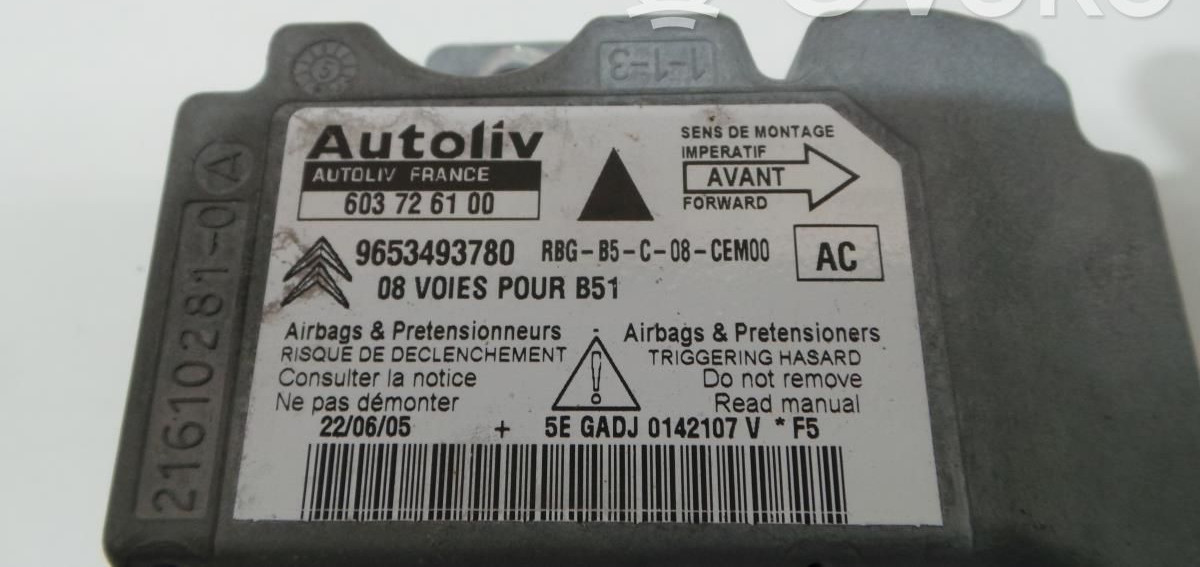 1-1-3
21610281-0 A
Autoliv
AUTOLIV FRANCE
603 72 61 00
SENS DE MONTAGE
IMPERATIF
AVANT
FORWARD
9653493780 RBG-B5-C-08-CEM00
AC
08 VOIES POUR B51
Airbags & Pretensionneurs
RISQUE DE DECLENCHEMENT
Consulter la notice
Ne pas démonter
- Airbags & Pretensioners
TRIGGERING HASARD
Do not remove
Read manual
22/06/05 + 5E GADJ 0142107 V *F5